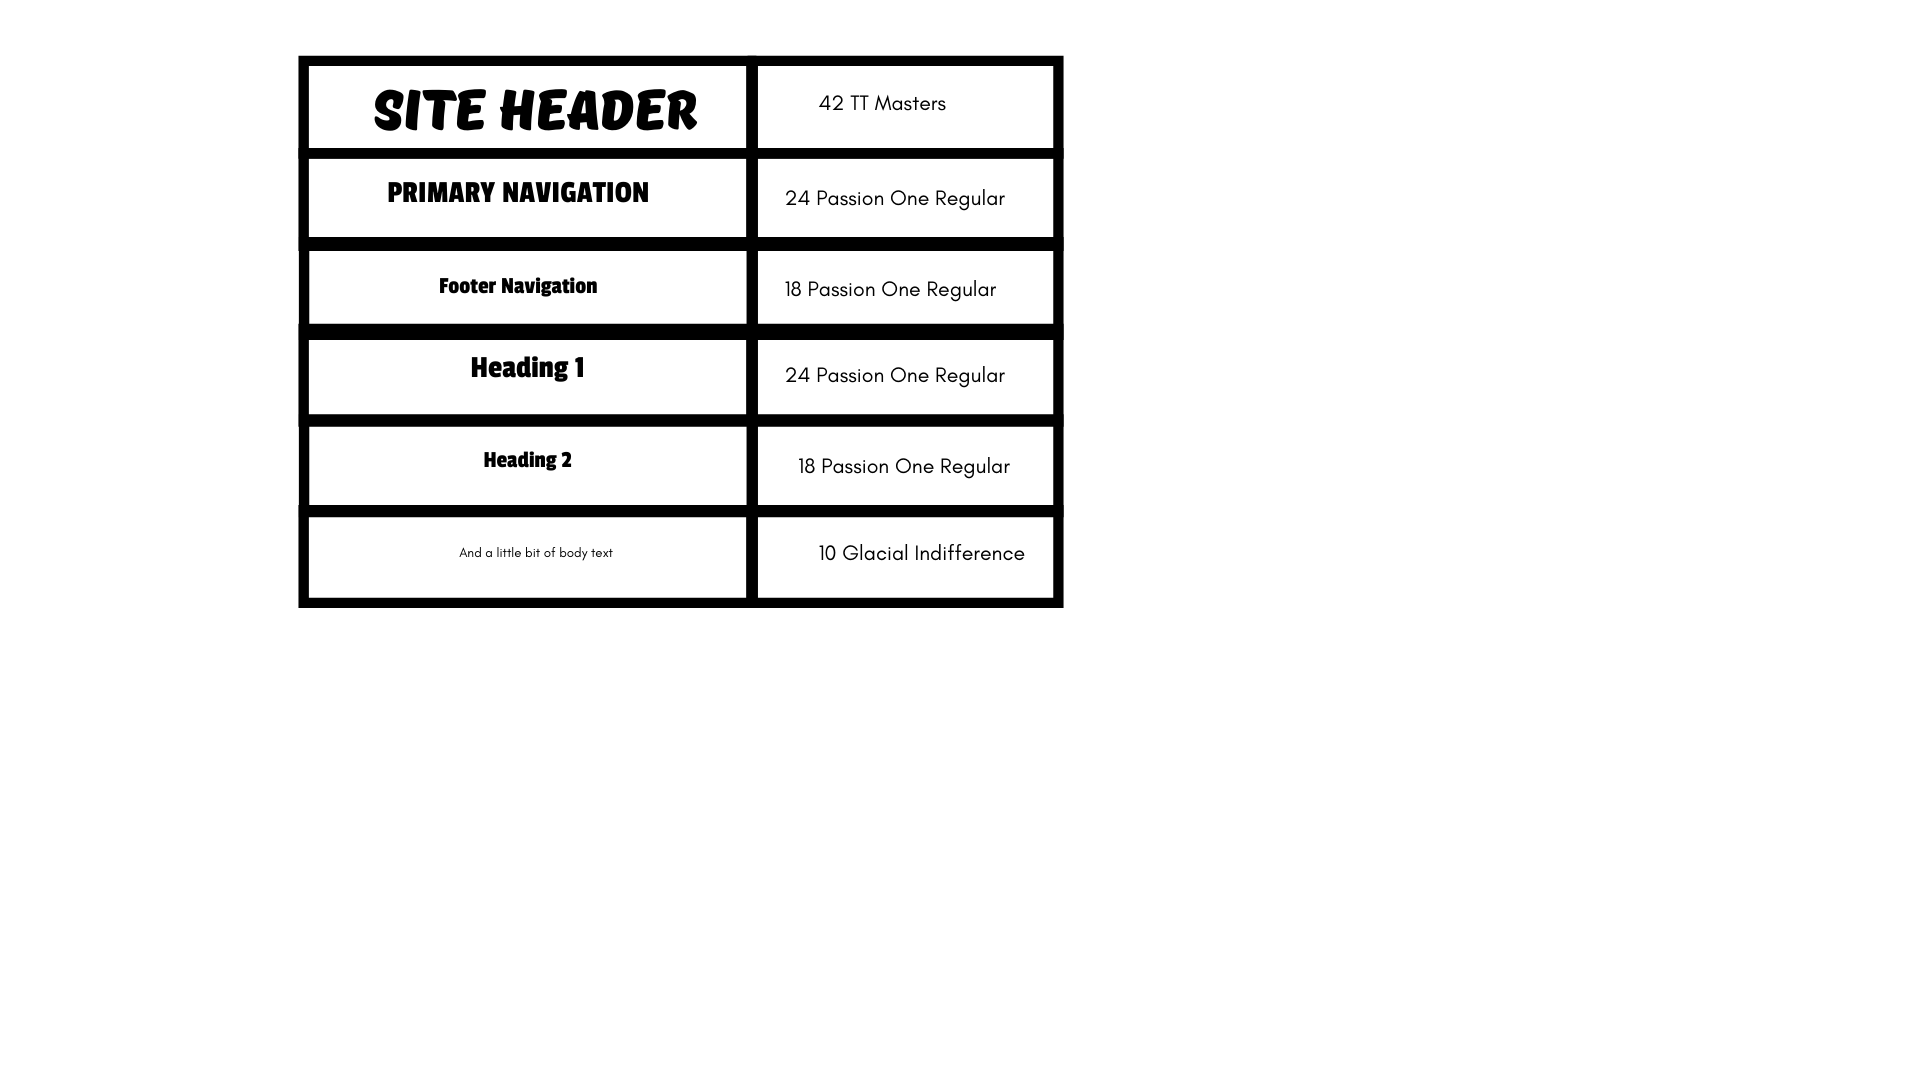 SITE HEADER
42 TT Masters
PRIMARY NAVIGATION
24 Passion One Regular
Footer Navigation
18 Passion One Regular
Heading 1
24 Passion One Regular
Heading 2
18 Passion One Regular
And a little bit of body text
10 Glacial Indifference